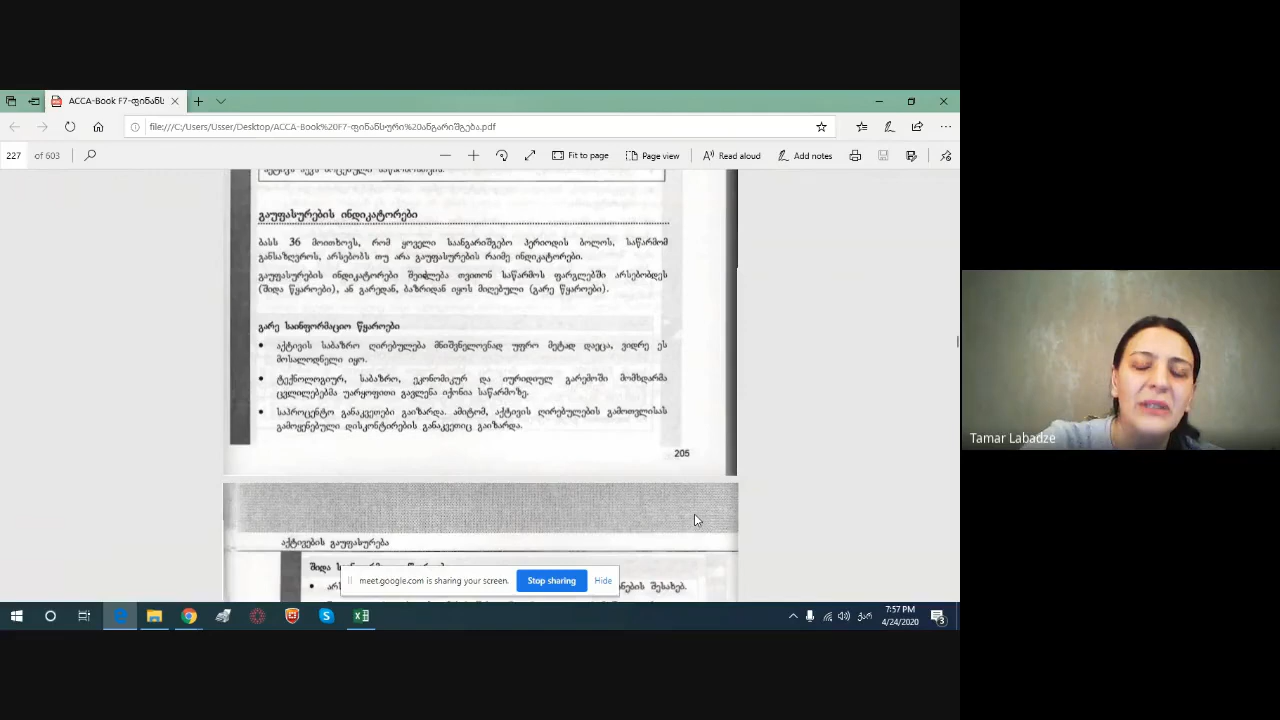 ACCA-Book F7-ფინანსუ
file:///C:/Users/Usser/Desktop/ACCA-Book%20F7-ფინანსური%20ანგარიშგება.pdf
227 of 603
Fit to page
Page view
Read aloud
Add notes
გაუფასურების ინდიკატორები
ბასს 36 მოითხოვს, რომ ყოველი საანგარიშგებო პერიოდის ბოლოს, საწარმომ
განსაზღვროს, არსებობს თუ არა გაუფასურების რაიმე ინდიკატორები.
გაუფასურების ინდიკატორები შეიძლება თვითონ საწარმოს ფარგლებში არსებობდეს
(შიდა წყაროები), ან გარედან, ბაზრიდან იყოს მიღებული (გარე წყაროები).
გარე საინფორმაციო წყაროები
• აქტივის საბაზრო ღირებულება მნიშვნელოვნად უფრო მეტად დაეცა, ვიდრე ეს
მოსალოდნელი იყო.
• ტექნოლოგიურ, საბაზრო, ეკონომიკურ და იურიდიულ გარემოში მომხდარმა
ცვლილებებმა უარყოფითი გავლენა იქონია საწარმოზე.
• საპროცენტო განაკვეთები გაიზარდა. ამიტომ, აქტივის ღირებულების გამოთვლისას
გამოყენებული დისკონტირების განაკვეთიც გაიზარდა.
205
აქტივების გაუფასურება
შიდა
meet.google.com is sharing your screen.
Stop sharing
Hide
შესახებ.
Tamar Labadze
ქარ
7:57 PM
4/24/2020
3